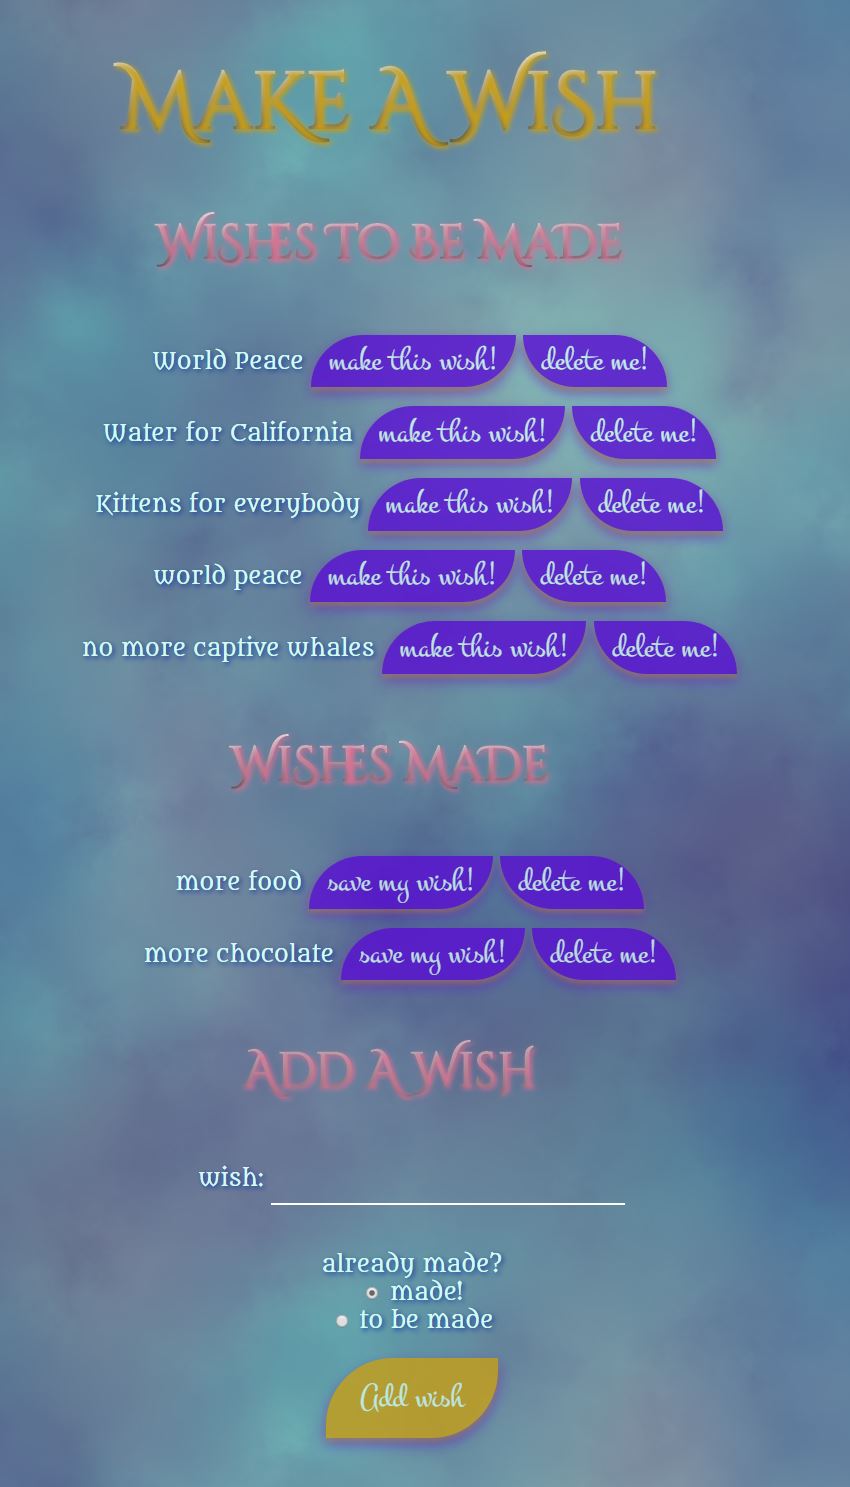 Make A Wish
Wishes To Be Made
World Peace make this wish! delete me!
Water for California make this wish! delete me!
Kittens for everybody make this wish! delete me!
world peace make this wish! delete me!
no more captive whales make this wish! delete me!
Wishes Made
more food save my wish! delete me!
more chocolate save my wish! delete me!
Add A Wish
wish:
already made?
made!
to be made
Add wish